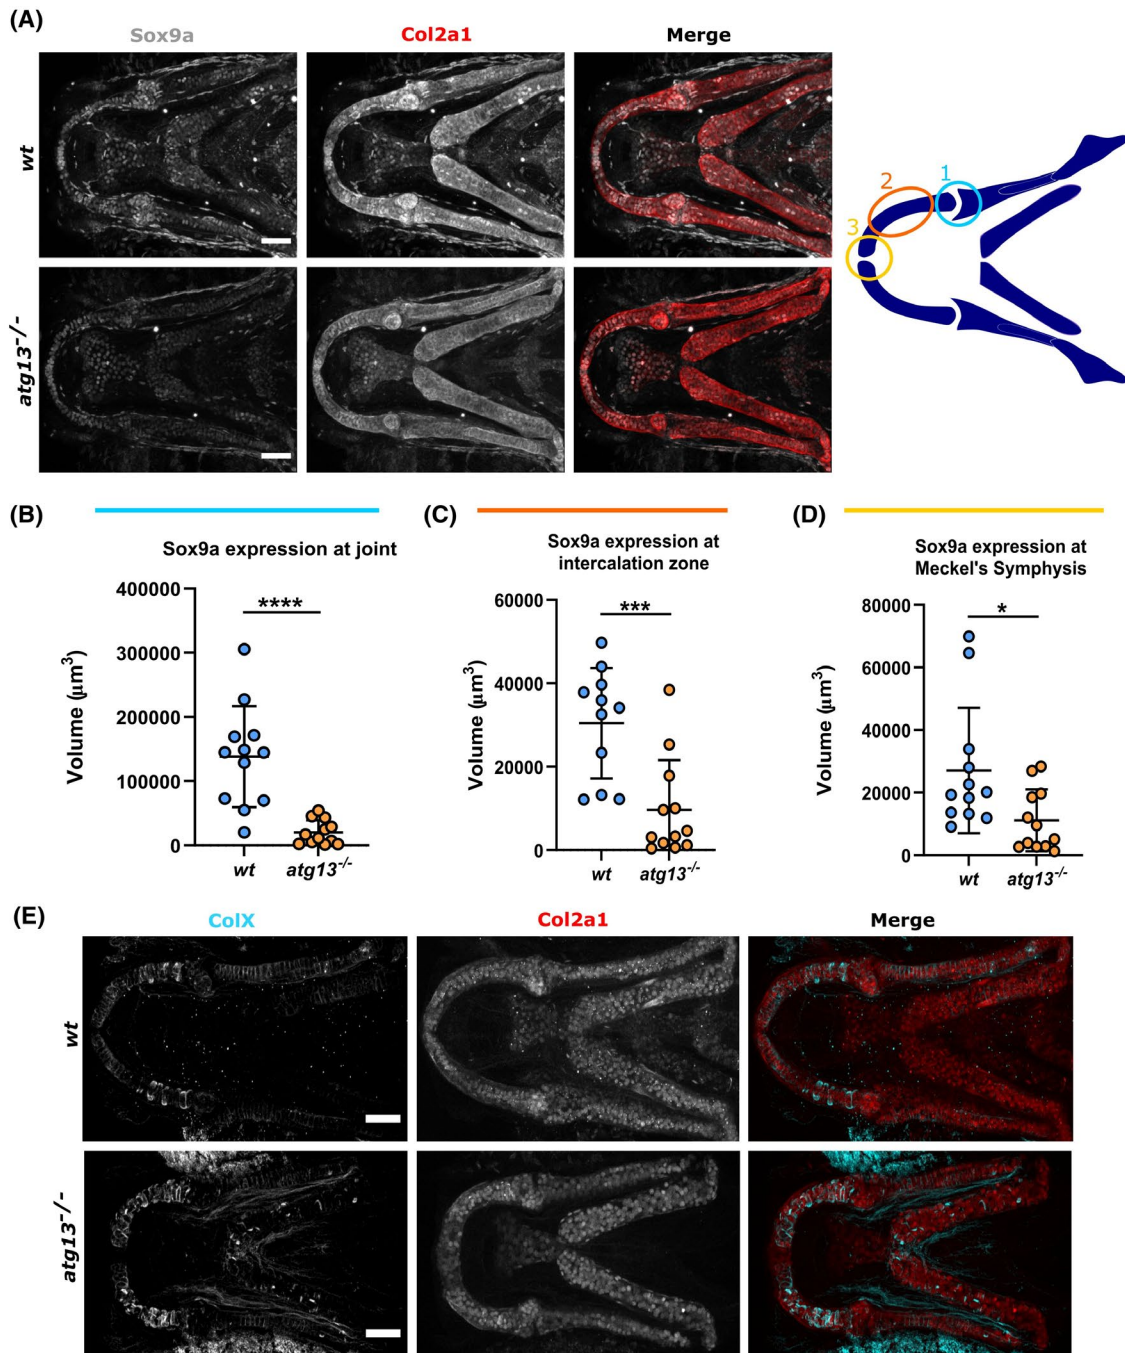 (A)
Sox9a Col2a1 Merge
wt
atg13-/-
1
2
3
(B)
Sox9a expression at joint
400000
300000
200000
100000
0
Volume (μm³)
****
wt atg13-/-
(C)
Sox9a expression at
intercalation zone
60000
40000
20000
0
Volume (μm³)
***
wt atg13-/-
(D)
Sox9a expression at
Meckel's Symphysis
80000
60000
40000
20000
0
Volume (μm³)
*
wt atg13-/-
(E)
ColX Col2a1 Merge
wt
atg13-/-